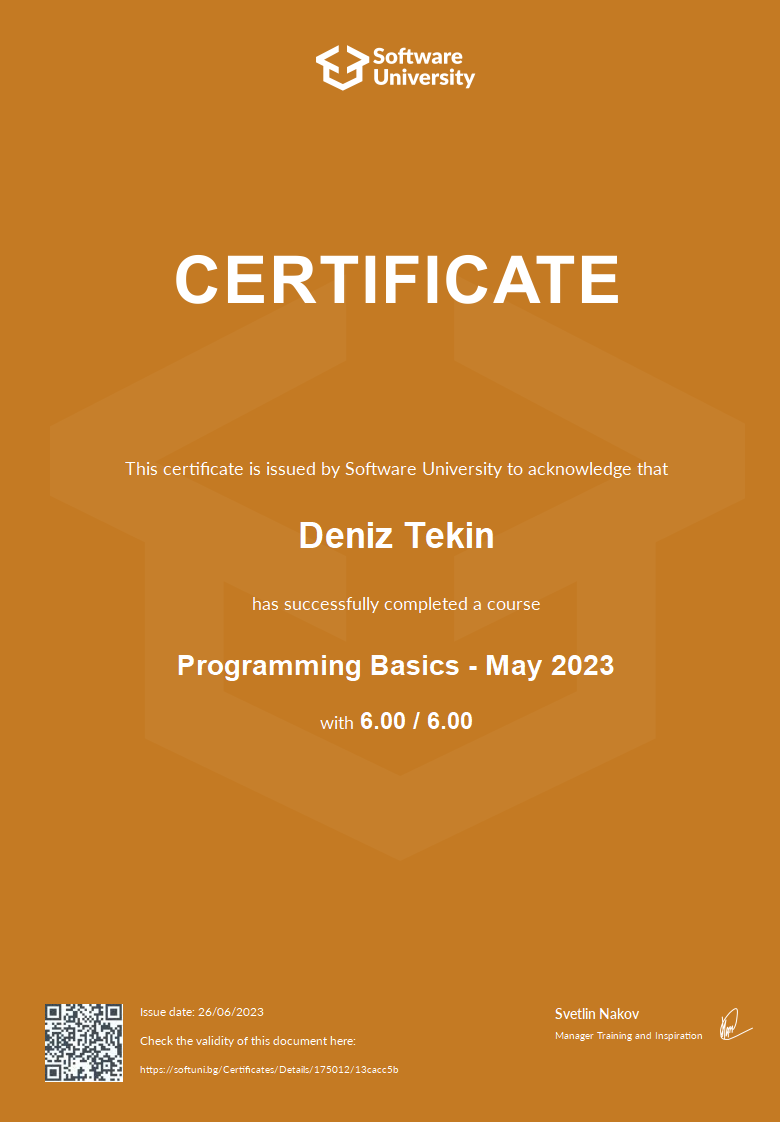 Software
University
CERTIFICATE
This certificate is issued by Software University to acknowledge that
Deniz Tekin
has successfully completed a course
Programming Basics - May 2023
with 6.00 / 6.00
Issue date: 26/06/2023
Check the validity of this document here:
https://softuni.bg/Certificates/Details/175012/13cacc5b
Svetlin Nakov
Manager Training and Inspiration